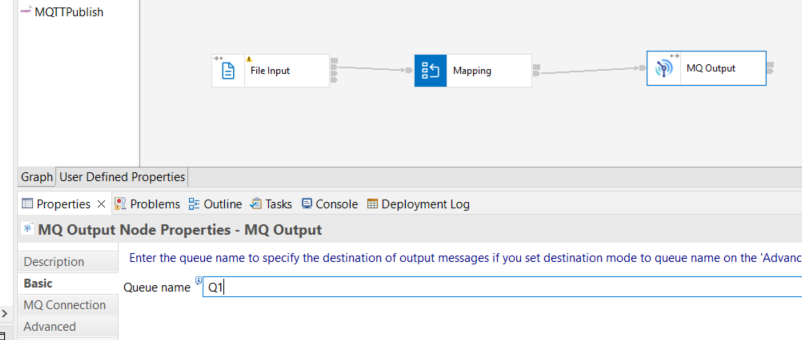 MQTTPublish
File Input
Mapping
MQ Output
Graph User Defined Properties
Properties Problems Outline Tasks Console Deployment Log
MQ Output Node Properties - MQ Output
Description
Enter the queue name to specify the destination of output messages if you set destination mode to queue name on the 'Advanc
Basic
Queue name Q1
MQ Connection
Advanced